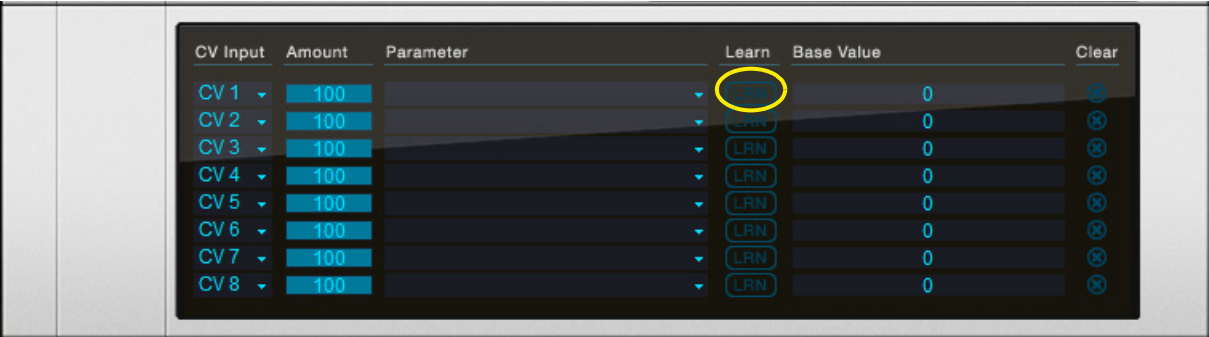 CV Input Amount Parameter Learn Base Value Clear
CV 1 100 LRN 0
CV 2 100 LRN 0
CV 3 100 LRN 0
CV 4 100 LRN 0
CV 5 100 LRN 0
CV 6 100 LRN 0
CV 7 100 LRN 0
CV 8 100 LRN 0